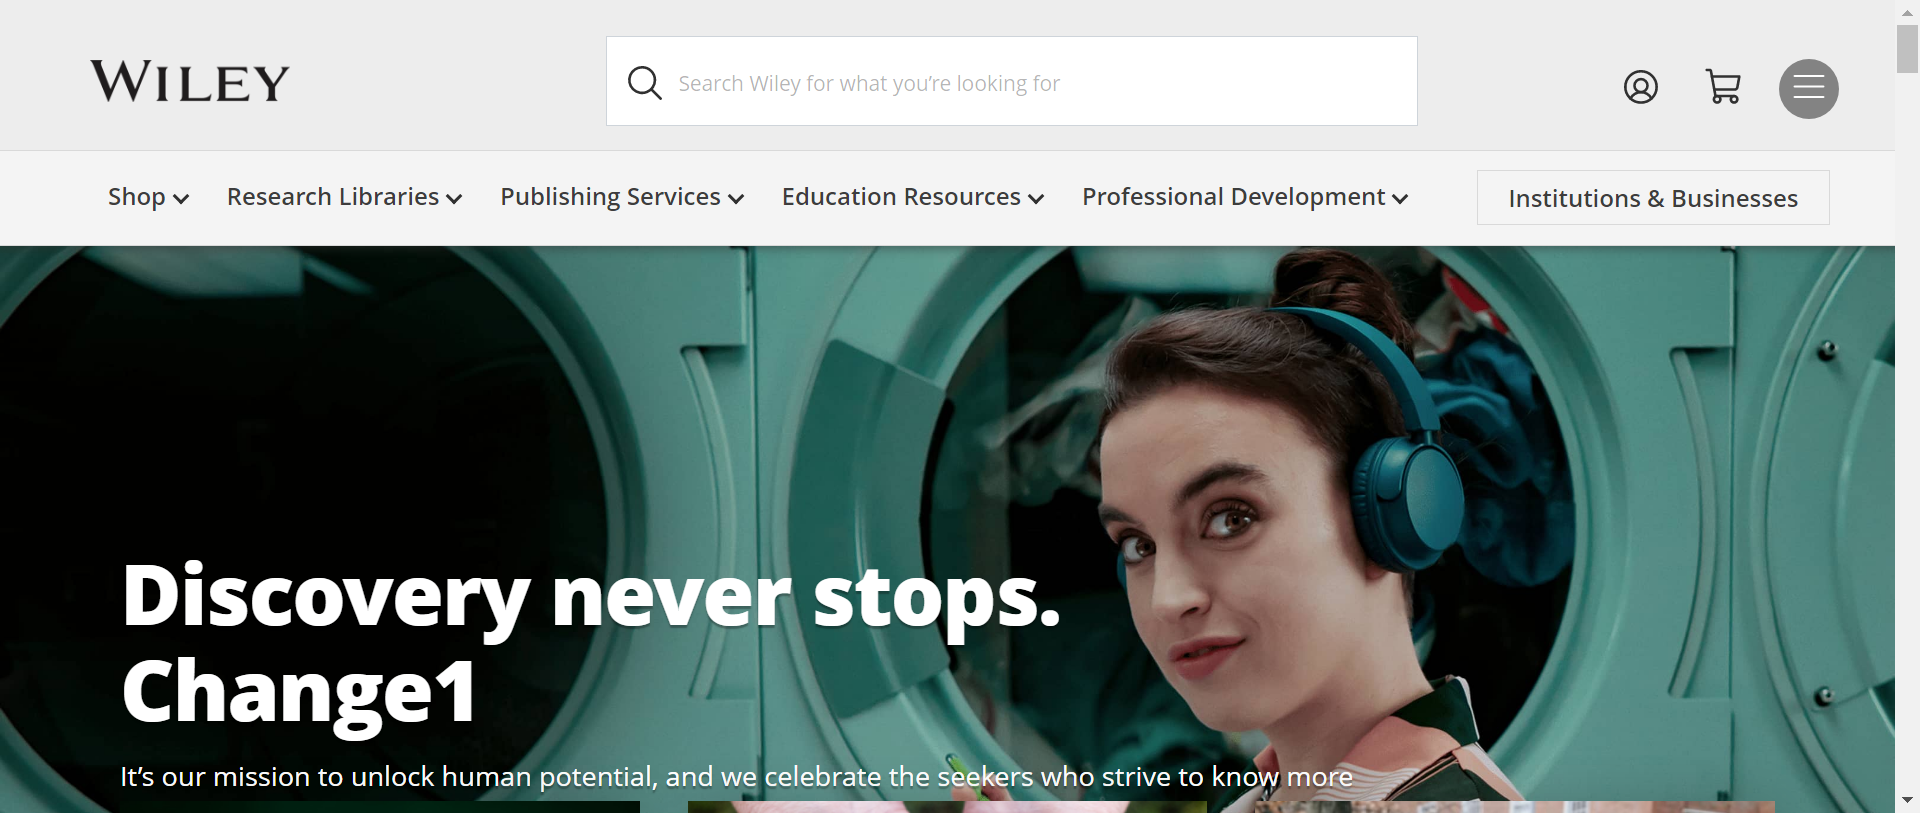 WILEY
Search Wiley for what you’re looking for
Shop
Research Libraries
Publishing Services
Education Resources
Professional Development
Institutions & Businesses
Discovery never stops.
Change1
It’s our mission to unlock human potential, and we celebrate the seekers who strive to know more